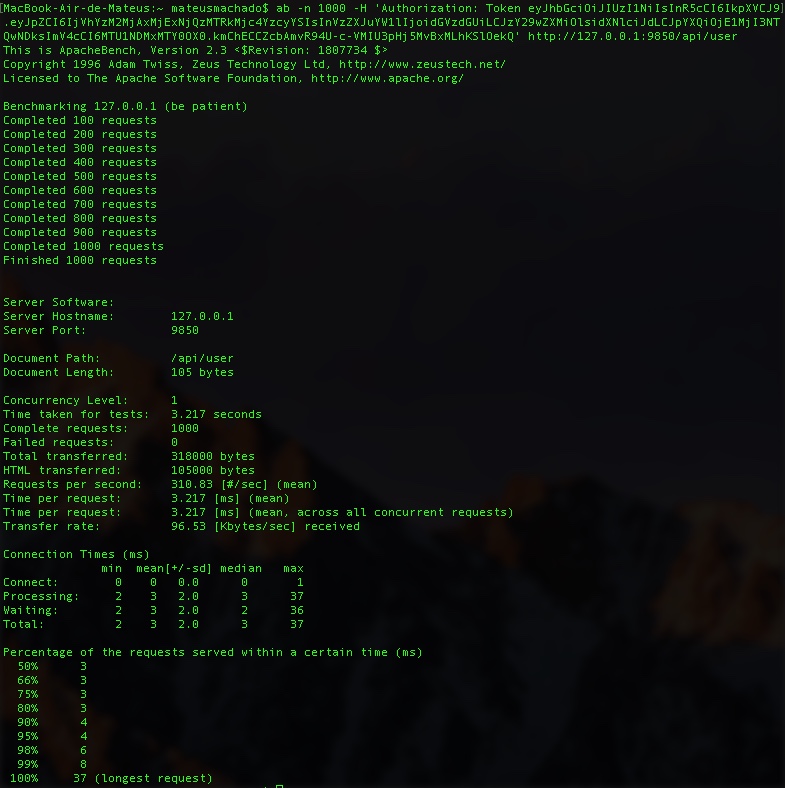 [MacBook-Air-de-Mateus:~ mateusmachado$ ab -n 1000 -H 'Authorization: Token eyJhbGciOiJIUzI1NiIsInR5cCI6IkpXVCJ9]
.eyJpZCI6IjVhYzM2MjAxMjExNjQzMTRkMjc4YzcyYSIsInVzZXJuYW1lIjoidGVzdGUiLCJzY29wZXMiOlsidXNlciJdLCJpYXQiOjE1MjI3NT
QwNDksImV4cCI6MTU1NDMxMTY0OX0.kmChECCZcbAmvR94U-c-VMIU3pHj5MvBxMLhKSlOekQ' http://127.0.0.1:9850/api/user
This is ApacheBench, Version 2.3 <$Revision: 1807734 $>
Copyright 1996 Adam Twiss, Zeus Technology Ltd, http://www.zeustech.net/
Licensed to The Apache Software Foundation, http://www.apache.org/
Benchmarking 127.0.0.1 (be patient)
Completed 100 requests
Completed 200 requests
Completed 300 requests
Completed 400 requests
Completed 500 requests
Completed 600 requests
Completed 700 requests
Completed 800 requests
Completed 900 requests
Completed 1000 requests
Finished 1000 requests
Server Software:
Server Hostname: 127.0.0.1
Server Port: 9850
Document Path: /api/user
Document Length: 105 bytes
Concurrency Level: 1
Time taken for tests: 3.217 seconds
Complete requests: 1000
Failed requests: 0
Total transferred: 318000 bytes
HTML transferred: 105000 bytes
Requests per second: 310.83 [#/sec] (mean)
Time per request: 3.217 [ms] (mean)
Time per request: 3.217 [ms] (mean, across all concurrent requests)
Transfer rate: 96.53 [Kbytes/sec] received
Connection Times (ms)
min mean[+/-sd] median max
Connect: 0 0 0.0 0 1
Processing: 2 3 2.0 3 37
Waiting: 2 3 2.0 2 36
Total: 2 3 2.0 3 37
Percentage of the requests served within a certain time (ms)
50% 3
66% 3
75% 3
80% 3
90% 4
95% 4
98% 6
99% 8
100% 37 (longest request)